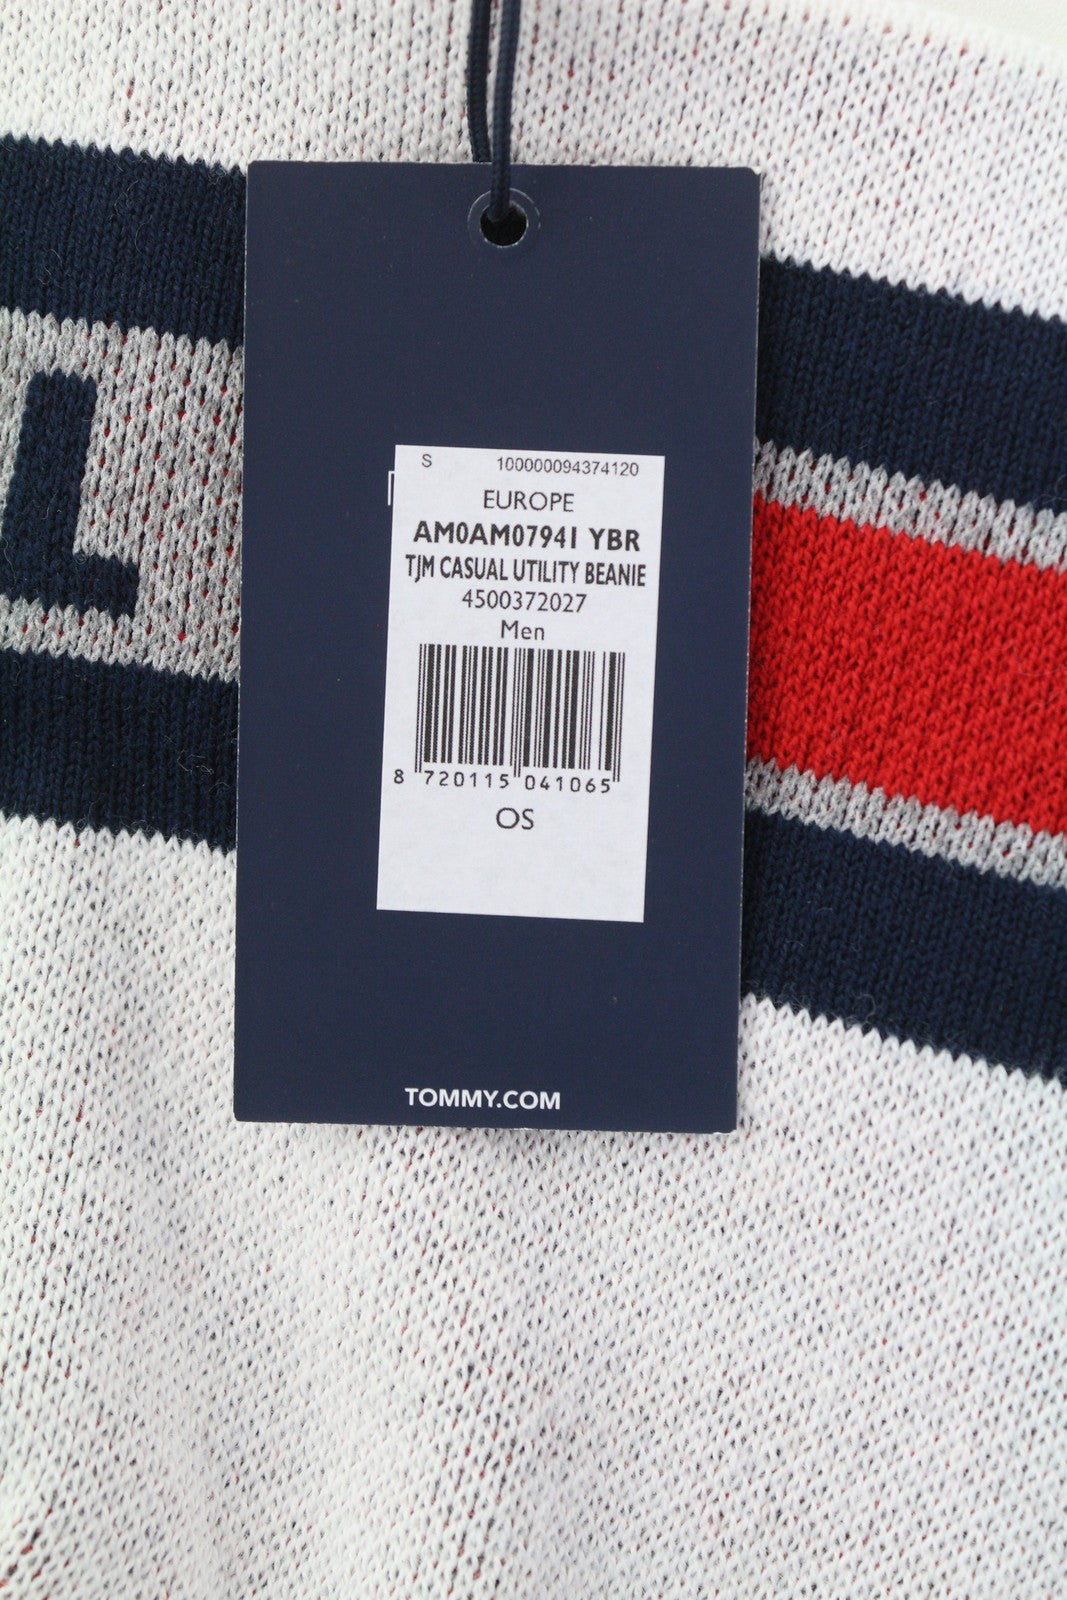 L
S 100000094374120
EUROPE
AM0AM07941 YBR
TJM CASUAL UTILITY BEANIE
4500372027
Men
8 720115 041065
OS
TOMMY.COM